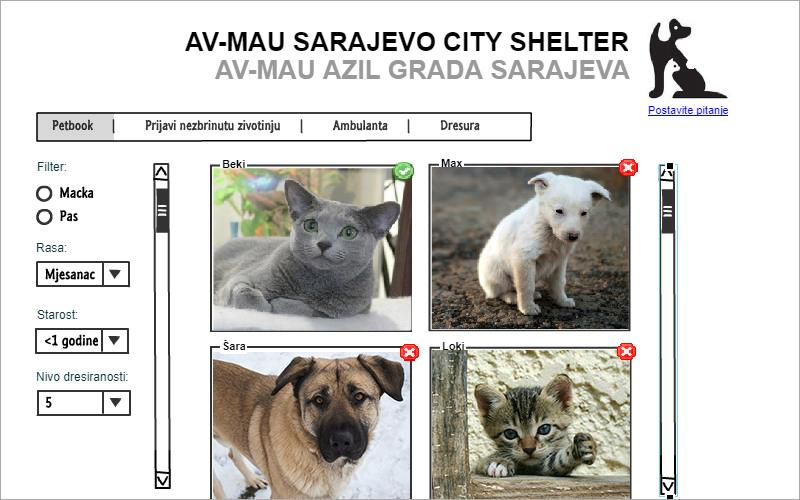 AV-MAU SARAJEVO CITY SHELTER
AV-MAU AZIL GRADA SARAJEVA
Postavite pitanje
Petbook | Prijavi nezbrinutu zivotinju | Ambulanta | Dresura
Filter:
Macka
Pas
Rasa:
Mjesanac
Starost:
<1 godine
Nivo dresiranosti:
5
Beki
Max
Šara
Loki